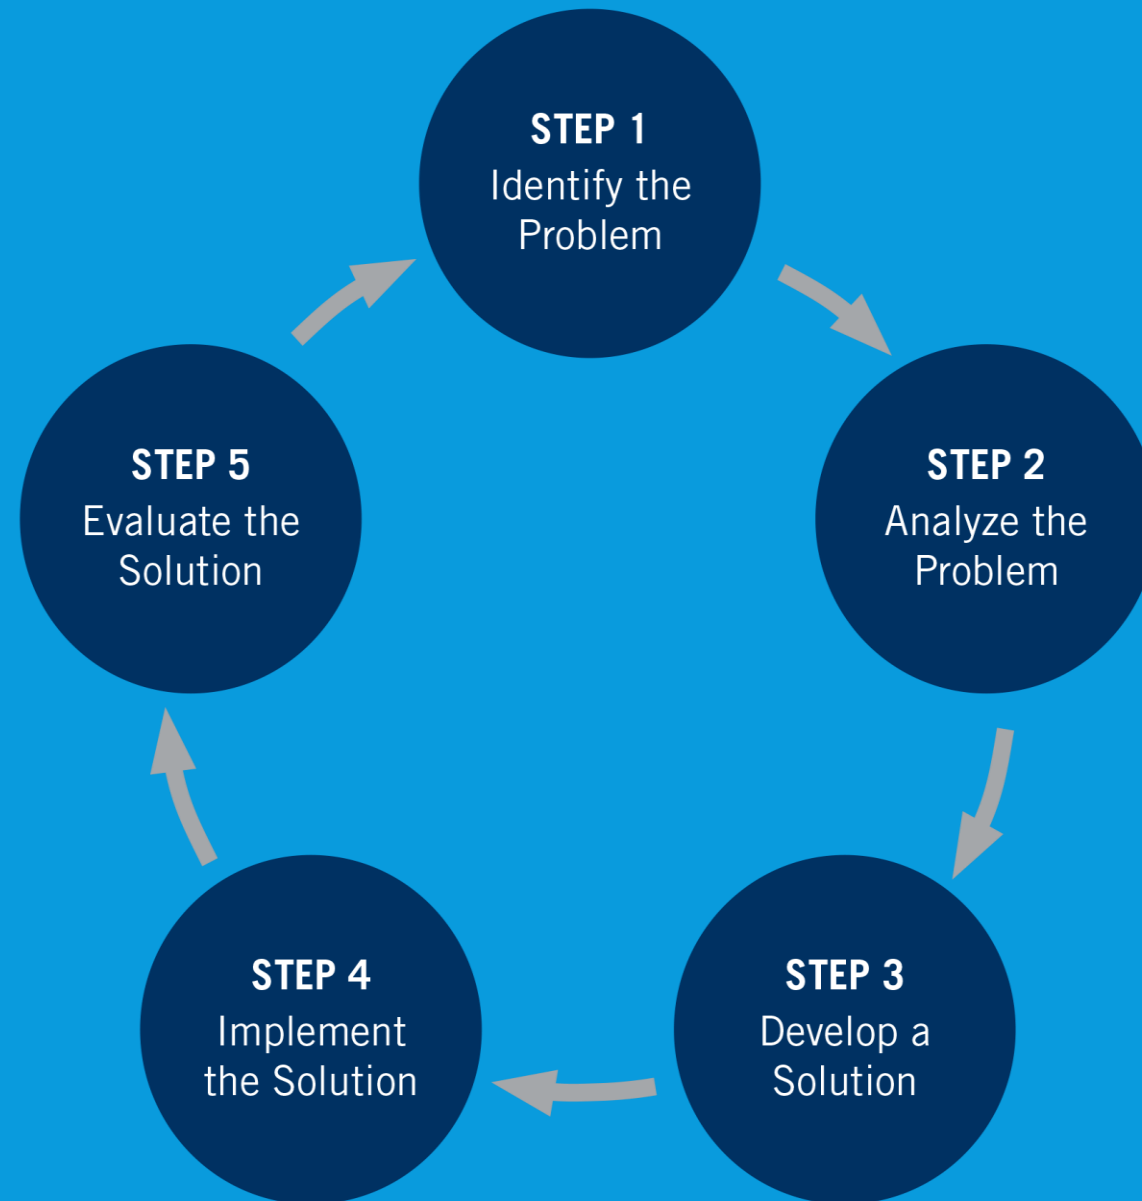 STEP 1
Identify the
Problem
STEP 2
Analyze the
Problem
STEP 3
Develop a
Solution
STEP 4
Implement
the Solution
STEP 5
Evaluate the
Solution